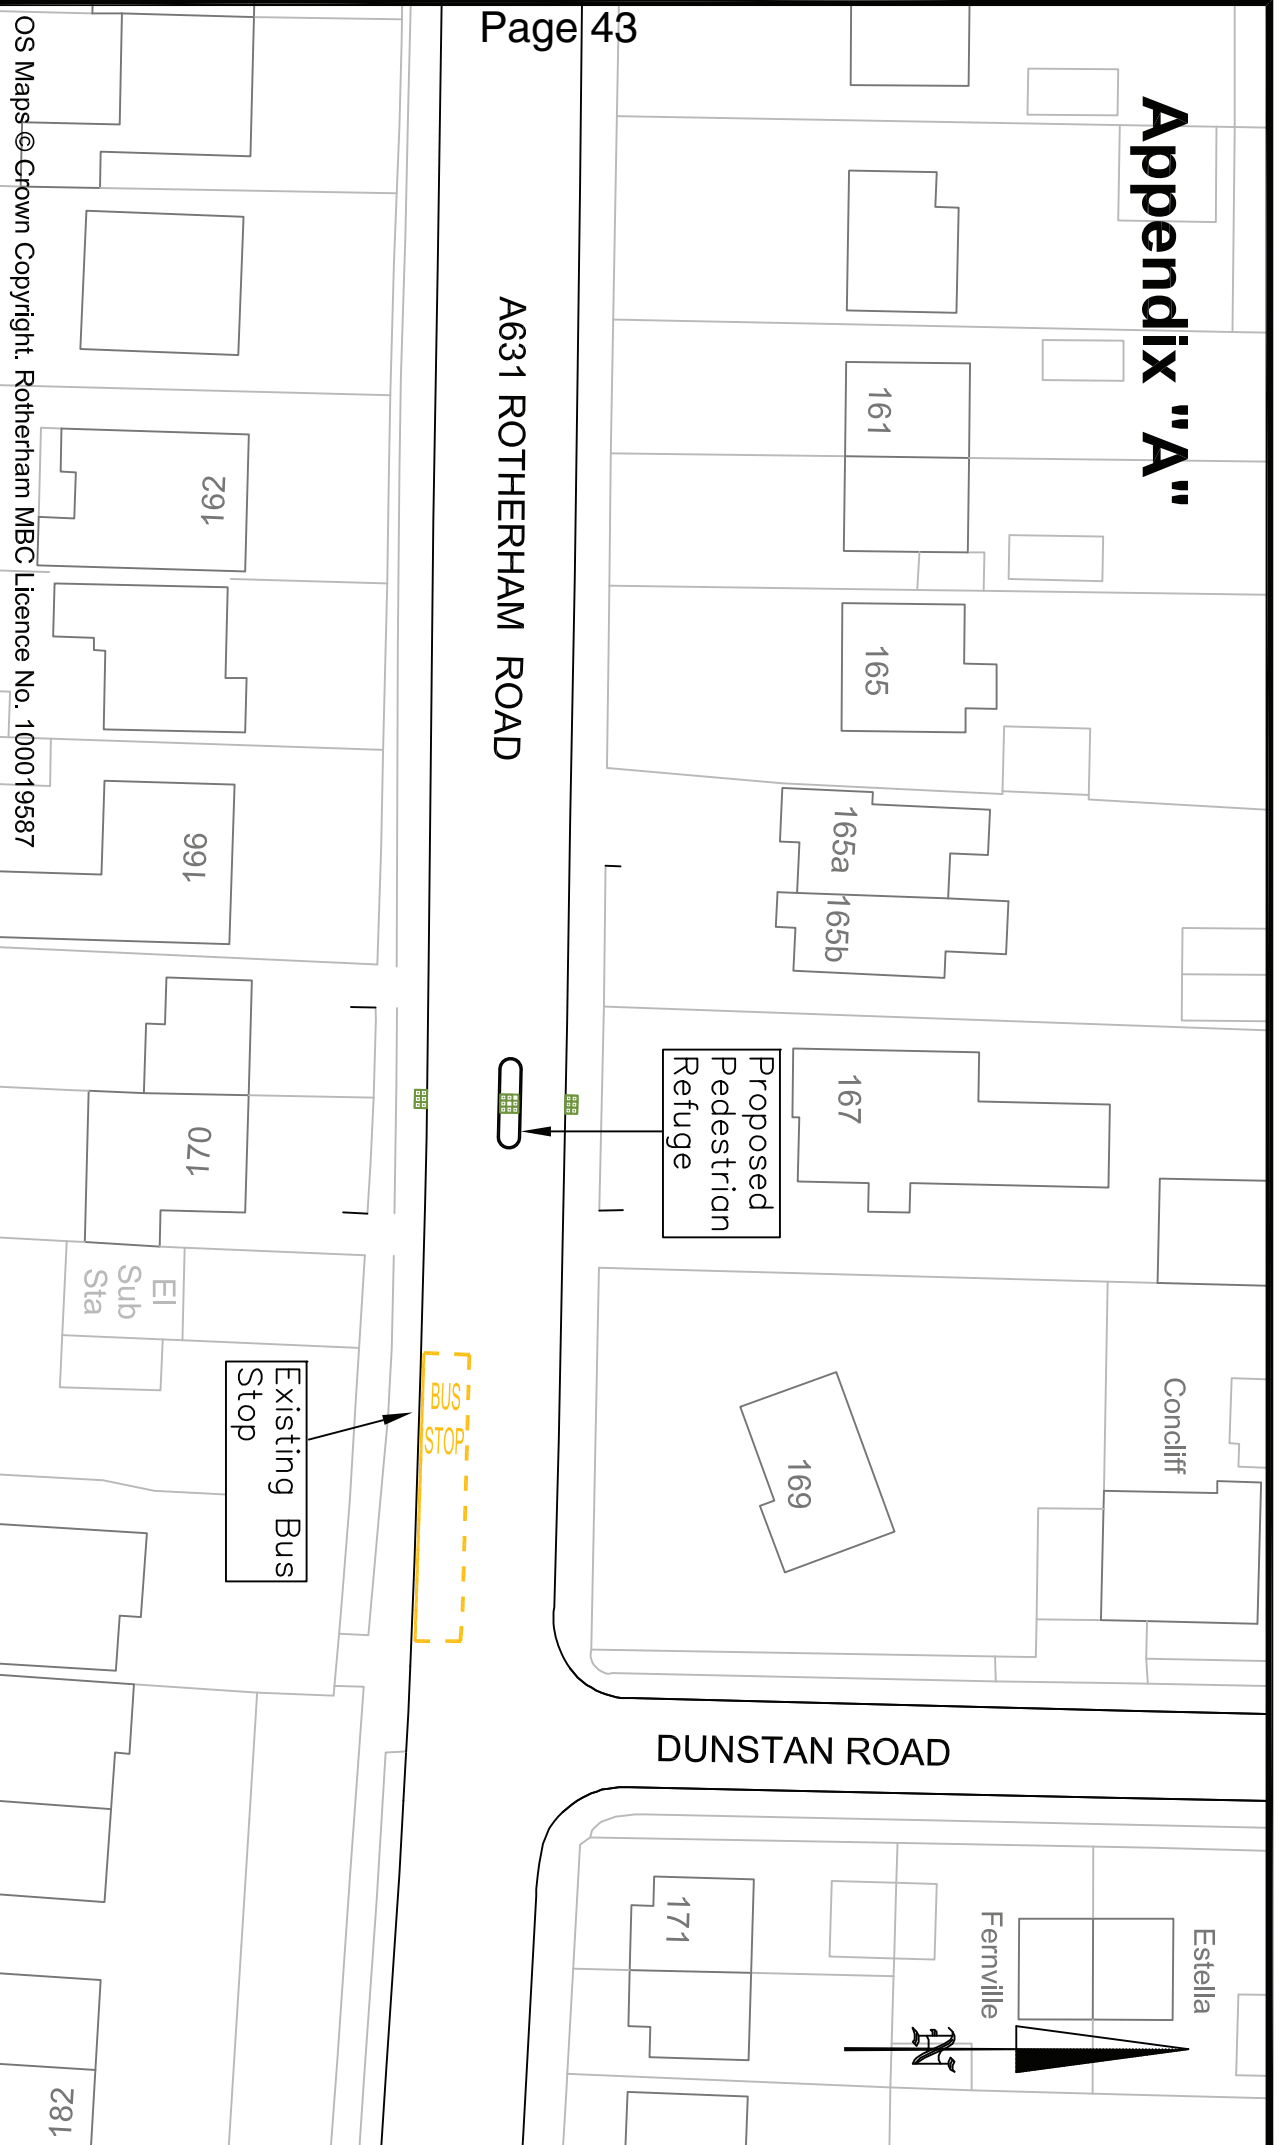 Page 43
Appendix "A"
161
165
165a
165b
167
169
171
Concliff
Estella
Fernville
N
Proposed
Pedestrian
Refuge
A631 ROTHERHAM ROAD
DUNSTAN ROAD
BUS
STOP
Existing Bus
Stop
162
166
170
El
Sub
Sta
182
OS Maps © Crown Copyright. Rotherham MBC Licence No. 100019587